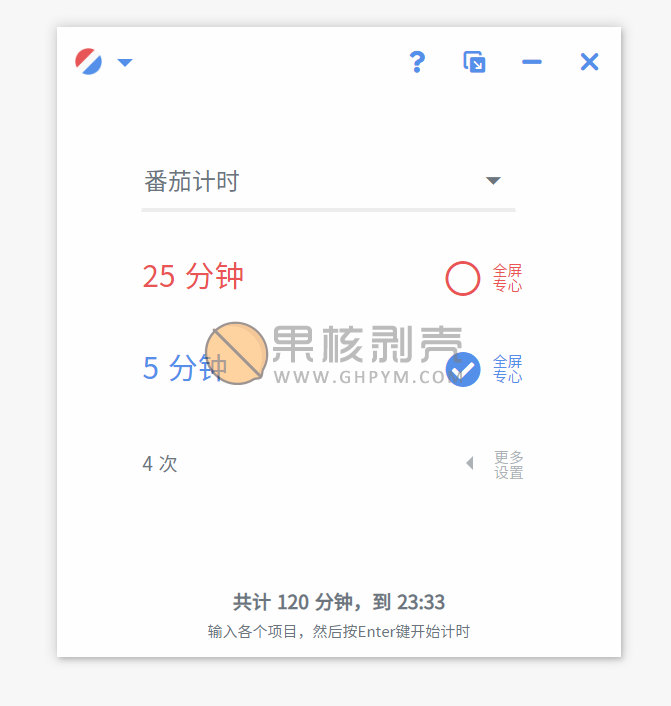 ?
番茄计时
25 分钟
全屏
专心
果核剥壳
WWW.GHPYM.COM
5 分钟
全屏
专心
4 次
更多
设置
共计 120 分钟，到 23:33
输入各个项目，然后按Enter键开始计时